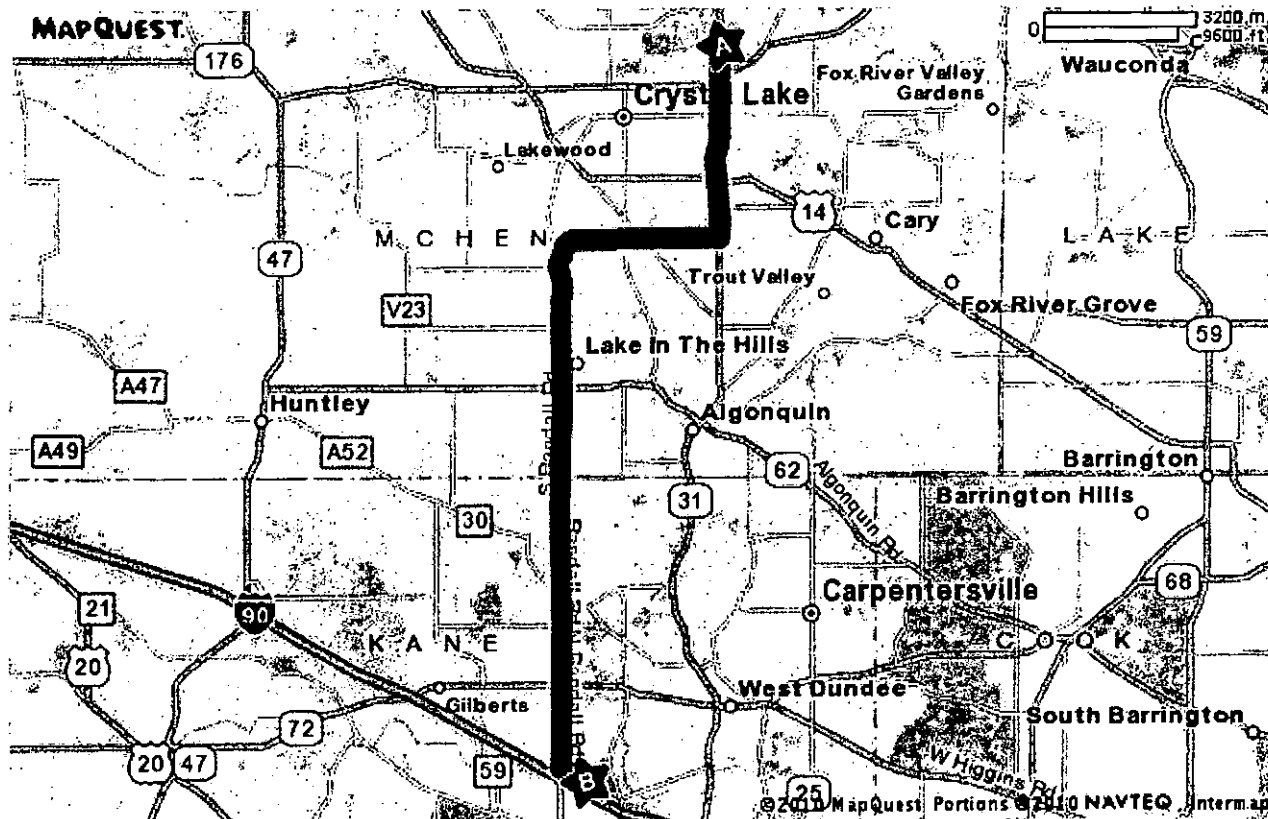 MAPQUEST.
3200 m
0
9600 ft
A
176
Wauconda
Fox River Valley
Gardens
Crystal Lake
Lakewood
14
Cary
M C H E N
L A K E
47
Trout Valley
V23
Fox River Grove
59
Lake In The Hills
A47
Huntley
Algonquin
A49
A52
62
Algonquin Rd
Barrington
31
Barrington Hills
30
S Randall Rd
90
Carpentersville
68
21
K A N E
C
K
20
West Dundee
Gilberts
South Barrington
72
20
47
59
B
W Higgins Rd
25
©2010 MapQuest Portions ©2010 NAVTEQ, Intermap